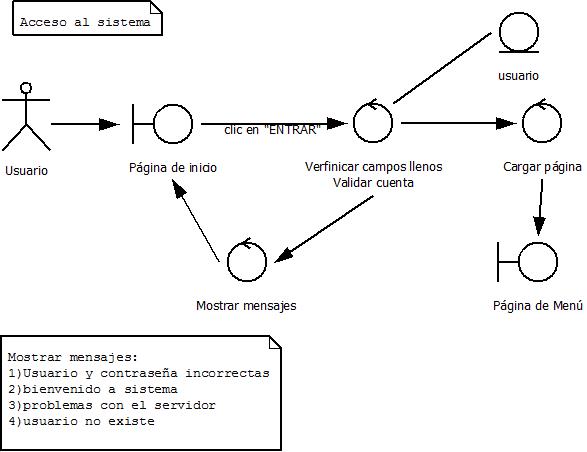 Acceso al sistema
usuario
clic en "ENTRAR"
Usuario
Página de inicio
Verfinicar campos llenos
Validar cuenta
Cargar página
Mostrar mensajes
Página de Menú
Mostrar mensajes:
1)Usuario y contraseña incorrectas
2)bienvenido a sistema
3)problemas con el servidor
4)usuario no existe